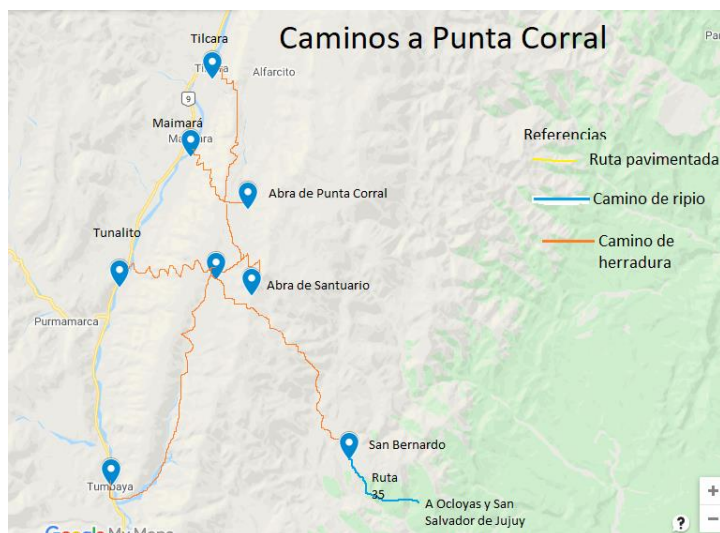 Caminos a Punta Corral
Tilcara
Alfarcito
9
Maimará
Referencias
Ruta pavimentada
Camino de ripio
Camino de
herradura
Abra de Punta Corral
Tunalito
Abra de Santuario
Purmamarca
San Bernardo
Ruta
35
A Ocloyas y San
Salvador de Jujuy
Tumbaya
Google My Maps
+
?
−